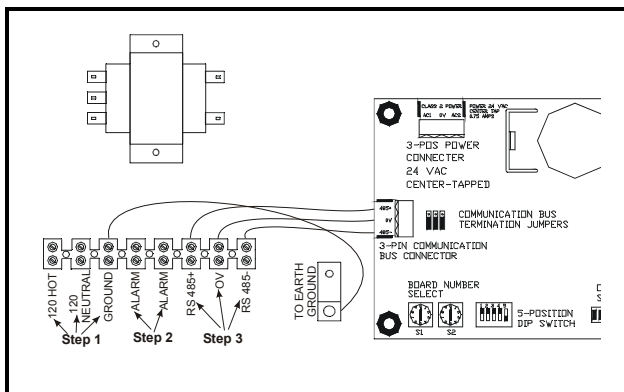 CLASS 2 POWER
POWER 24 VAC
CENTER TAP
0.75 AMPS
AC1 0V AC2
3-POS POWER
CONNECTER
24 VAC
CENTER-TAPPED
485+
0V
485-
COMMUNICATION BUS
TERMINATION JUMPERS
3-PIN COMMUNICATION
BUS CONNECTOR
BOARD NUMBER
SELECT
S1
S2
5-POSITION
DIP SWITCH
120 HOT
120
NEUTRAL
GROUND
ALARM
ALARM
RS 485+
OV
RS 485-
TO EARTH
GROUND
Step 1
Step 2
Step 3